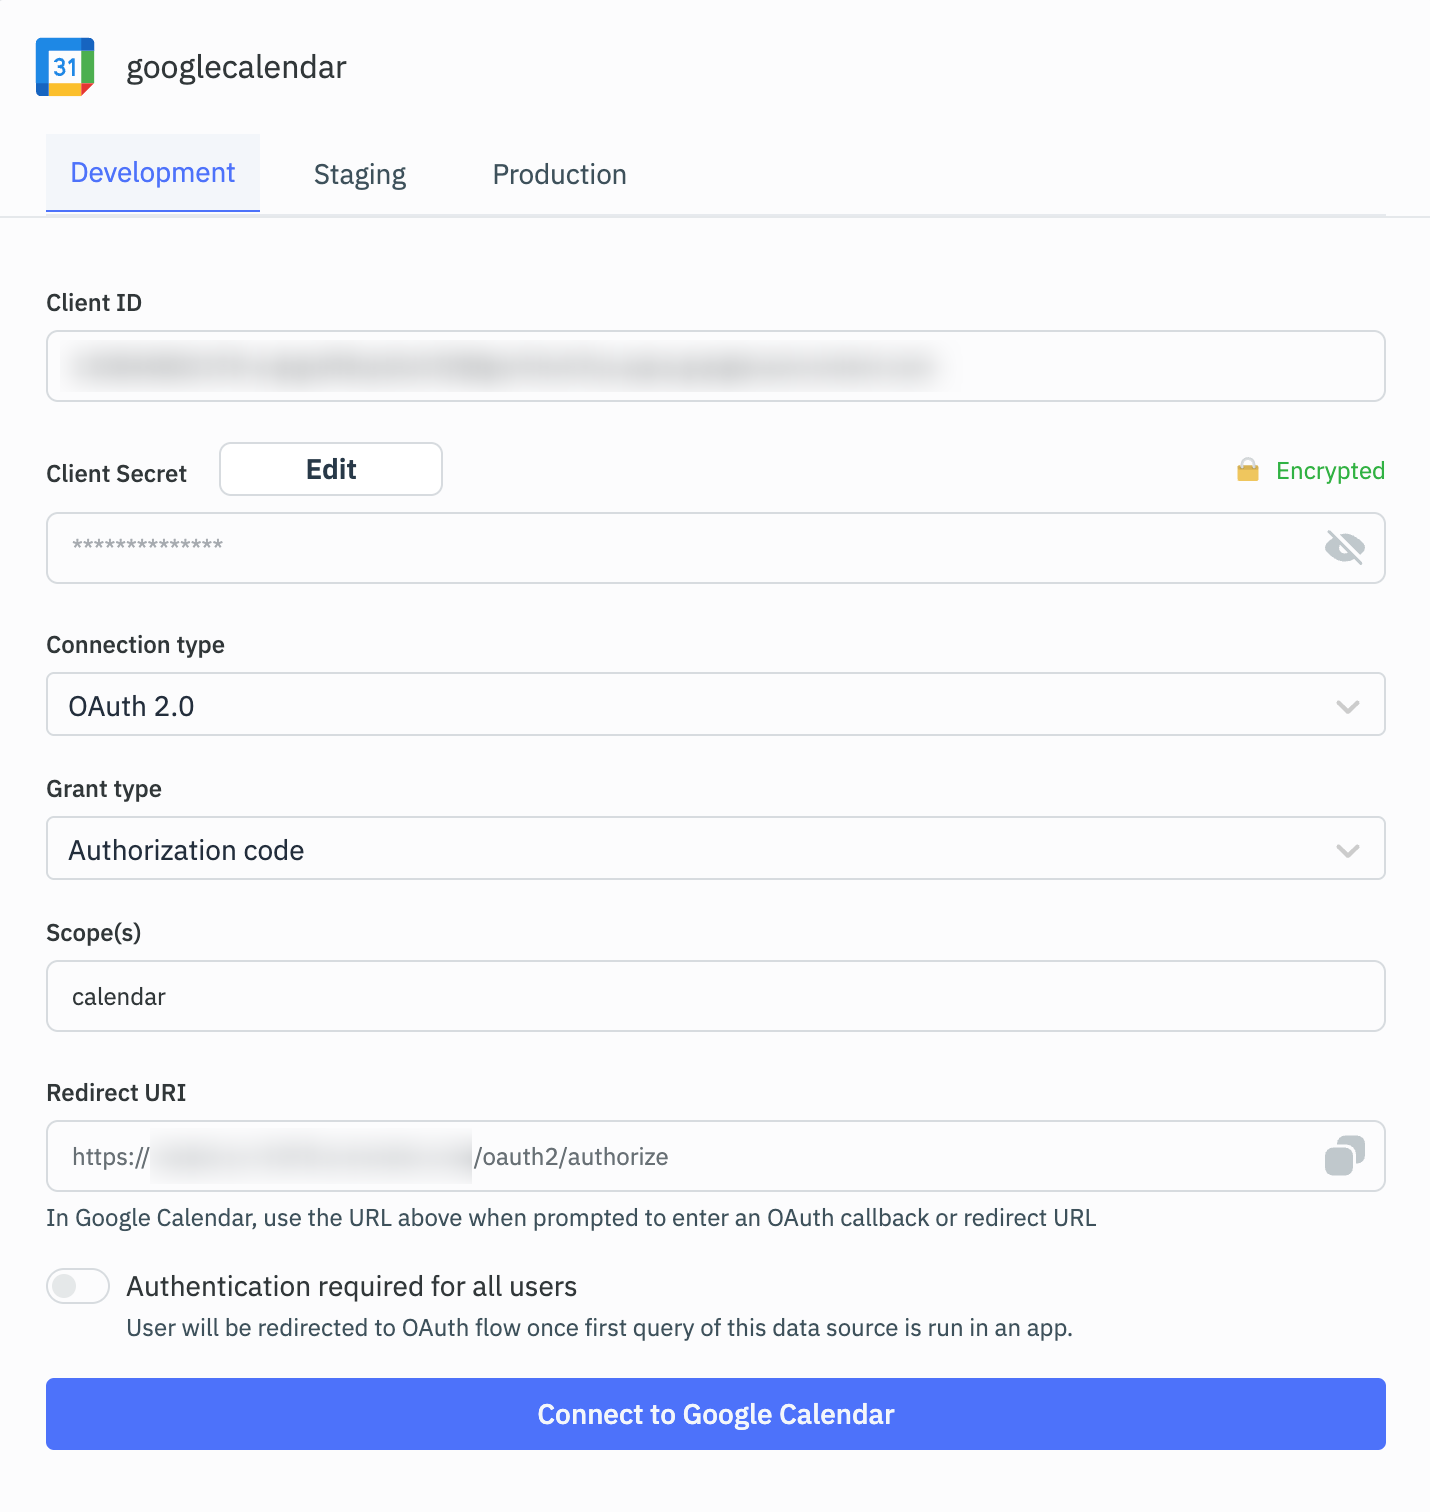 31
googlecalendar
Development Staging Production
Client ID
Client Secret Edit Encrypted
**************
Connection type
OAuth 2.0
Grant type
Authorization code
Scope(s)
calendar
Redirect URI
https:// /oauth2/authorize
In Google Calendar, use the URL above when prompted to enter an OAuth callback or redirect URL
Authentication required for all users
User will be redirected to OAuth flow once first query of this data source is run in an app.
Connect to Google Calendar